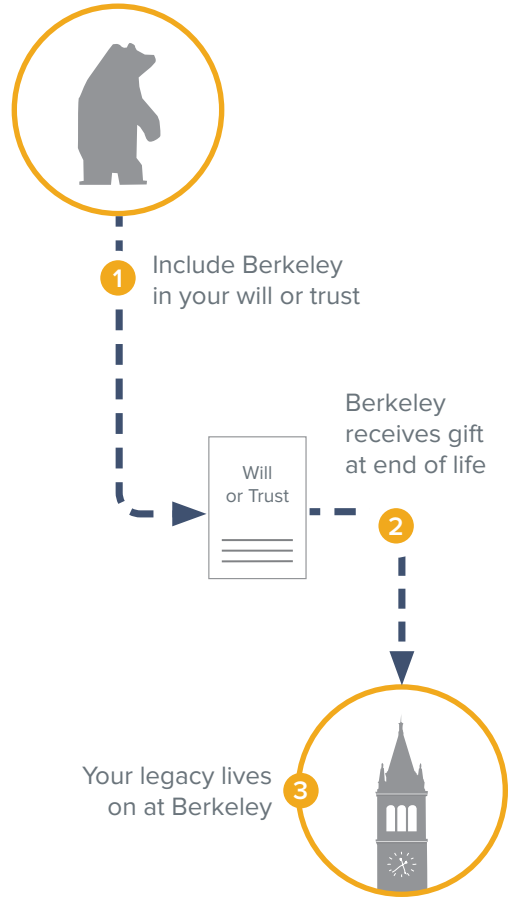 1
Include Berkeley
in your will or trust
Berkeley
receives gift
at end of life
Will
or Trust
2
Your legacy lives
on at Berkeley
3